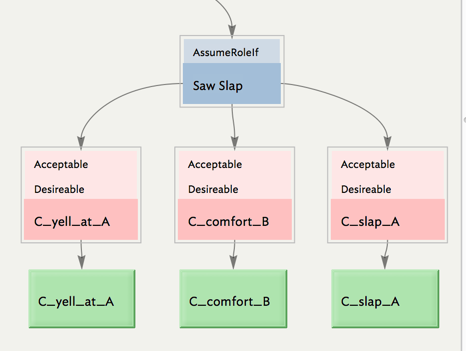 AssumeRoleIf
Saw Slap
Acceptable
Desireable
C_yell_at_A
Acceptable
Desireable
C_comfort_B
Acceptable
Desireable
C_slap_A
C_yell_at_A
C_comfort_B
C_slap_A